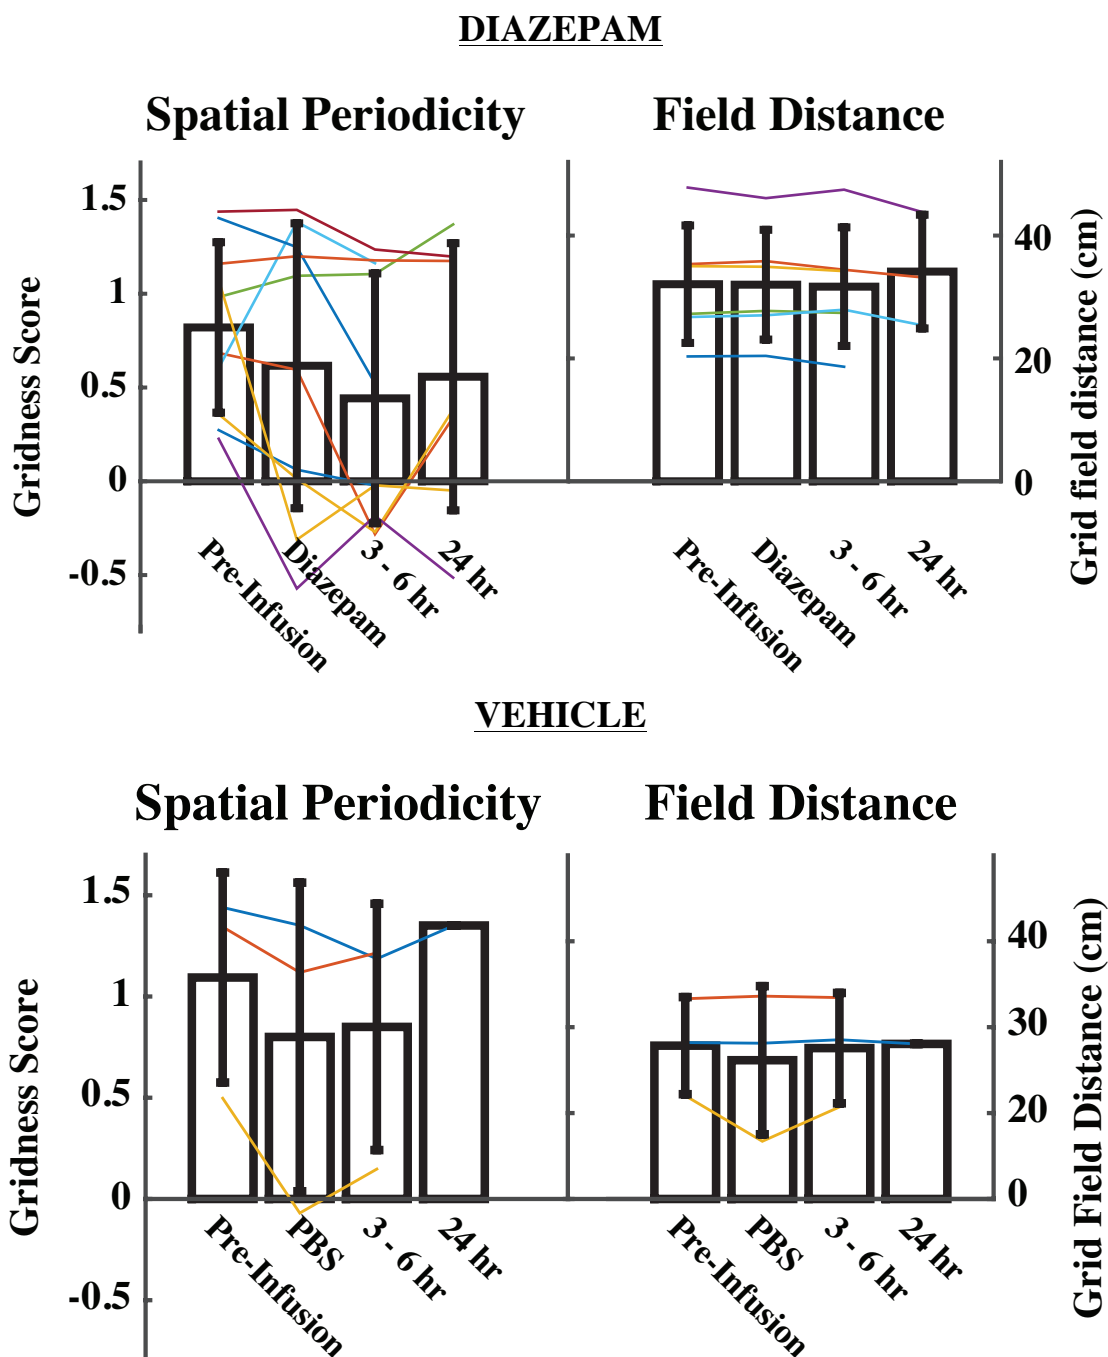 DIAZEPAM
Spatial Periodicity
Field Distance
1.5
1
0.5
0
-0.5
Gridness Score
Pre-Infusion
Diazepam
3 - 6 hr
24 hr
40
20
0
Grid field distance (cm)
Pre-Infusion
Diazepam
3 - 6 hr
24 hr
VEHICLE
Spatial Periodicity
Field Distance
1.5
1
0.5
0
-0.5
Gridness Score
Pre-Infusion
PBS
3 - 6 hr
24 hr
40
30
20
0
Grid Field Distance (cm)
Pre-Infusion
PBS
3 - 6 hr
24 hr